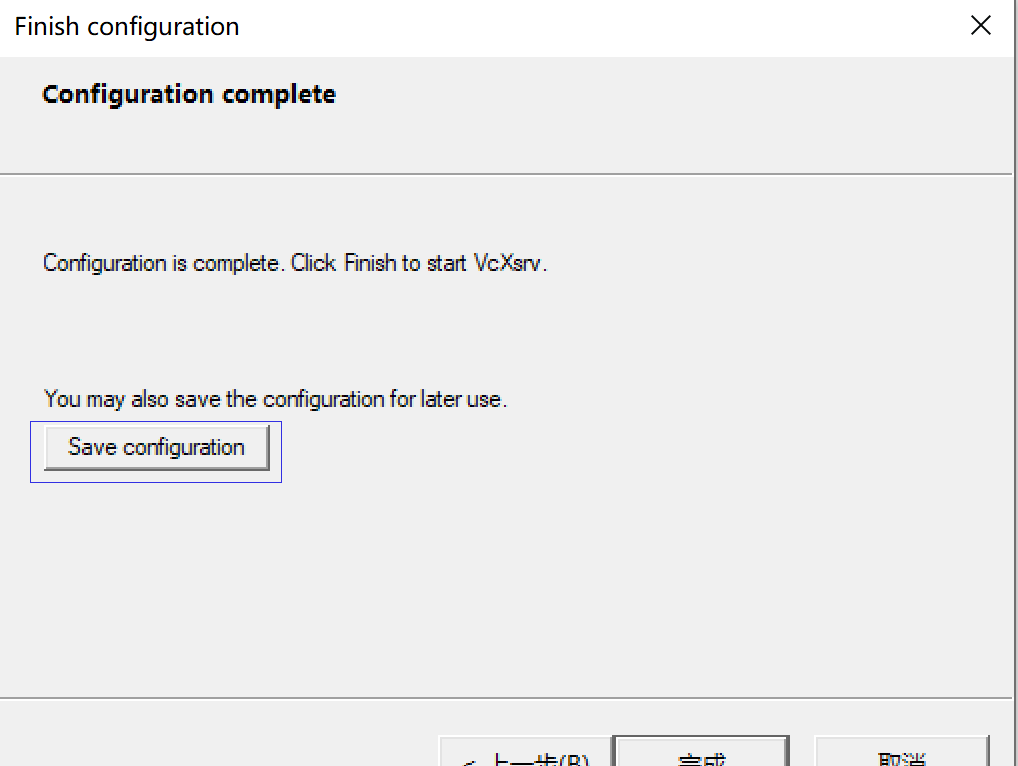 Finish configuration
Configuration complete
Configuration is complete. Click Finish to start VcXsrv.
You may also save the configuration for later use.
Save configuration
< 上一步(B)
完成
取消